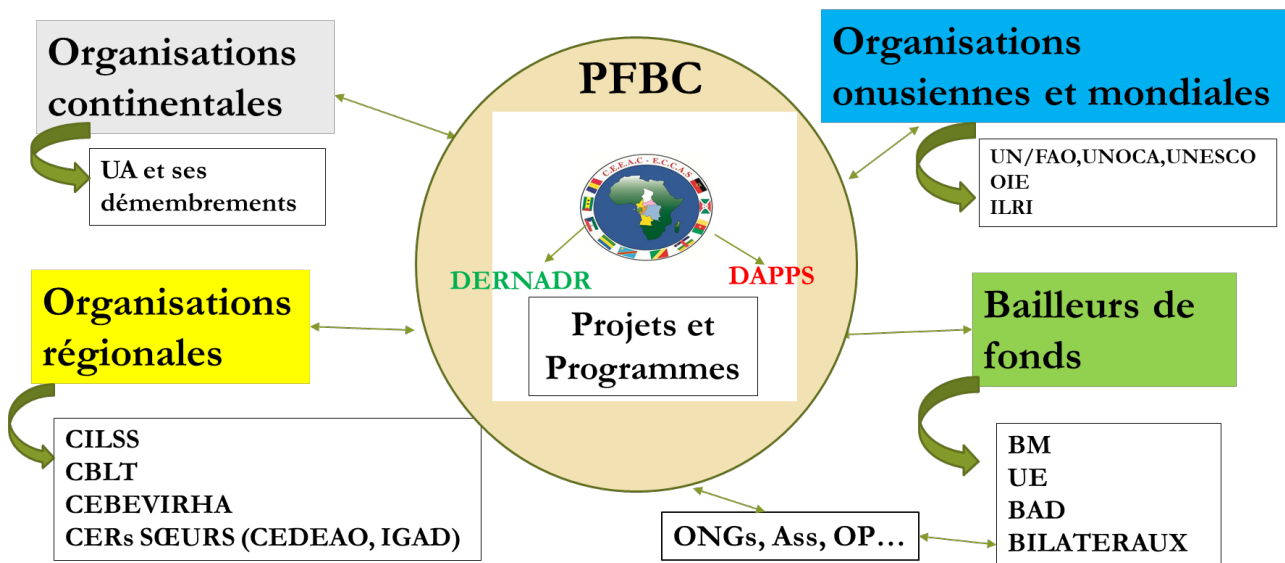 Organisations
continentales
UA et ses
démembrements
PFBC
C.E.E.A.C - E.C.C.A.S
DERNADR
DAPPS
Projets et
Programmes
Organisations
onusiennes et mondiales
UN/FAO,UNOCA,UNESCO
OIE
ILRI
Organisations
régionales
CILSS
CBLT
CEBEVIRHA
CERs SŒURS (CEDEAO, IGAD)
Bailleurs de
fonds
BM
UE
BAD
BILATERAUX
ONGs, Ass, OP…